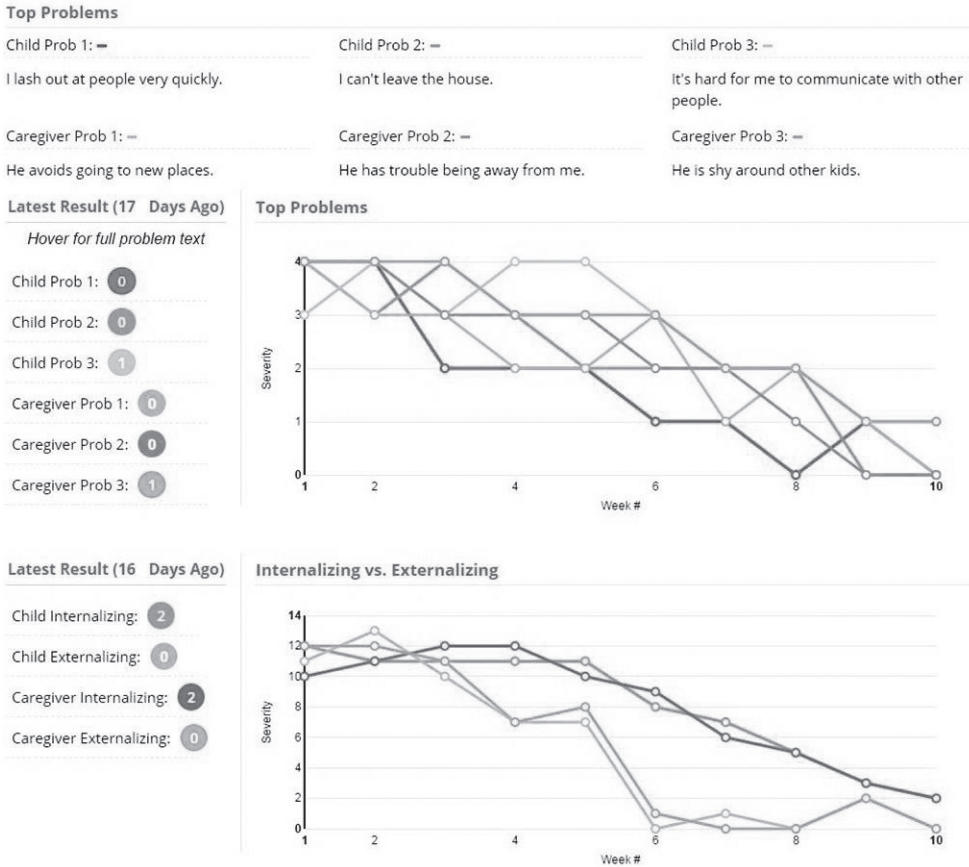 Top Problems
Child Prob 1: Child Prob 2: Child Prob 3:
I lash out at people very quickly. I can't leave the house. It's hard for me to communicate with other
people.
Caregiver Prob 1: Caregiver Prob 2: Caregiver Prob 3:
He avoids going to new places. He has trouble being away from me. He is shy around other kids.
Latest Result (17 Days Ago)
Hover for full problem text
Child Prob 1: 0
Child Prob 2: 0
Child Prob 3: 1
Caregiver Prob 1: 0
Caregiver Prob 2: 0
Caregiver Prob 3: 1
Top Problems
4
3
2
1
0
Severity
1 2 4 6 8 10
Week #
Latest Result (16 Days Ago)
Child Internalizing: 2
Child Externalizing: 0
Caregiver Internalizing: 2
Caregiver Externalizing: 0
Internalizing vs. Externalizing
14
12
10
8
6
4
2
0
Severity
1 2 4 6 8 10
Week #